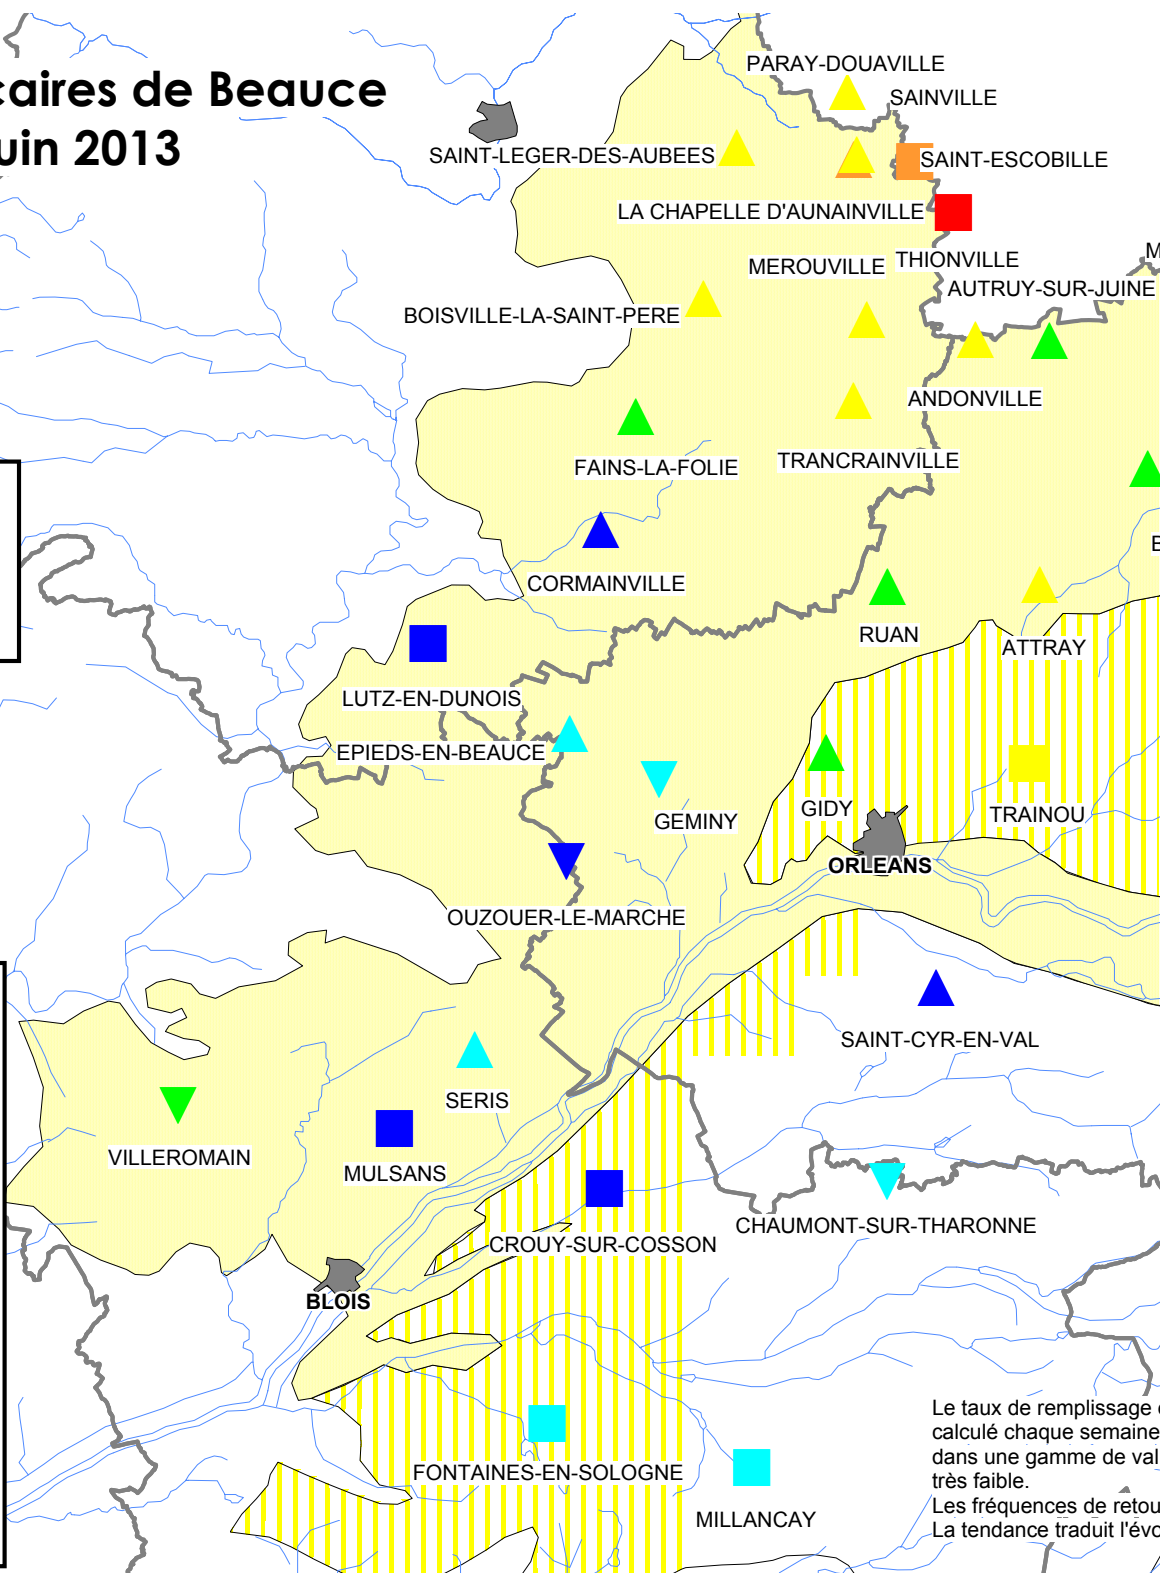 caires de Beauce
uin 2013
PARAY-DOUAVILLE
SAINVILLE
SAINT-LEGER-DES-AUBEES
SAINT-ESCOBILLE
LA CHAPELLE D'AUNAINVILLE
MEROUVILLE
THIONVILLE
M
AUTRUY-SUR-JUINE
BOISVILLE-LA-SAINT-PERE
ANDONVILLE
FAINS-LA-FOLIE
TRANCRAINVILLE
E
CORMAINVILLE
RUAN
ATTRAY
LUTZ-EN-DUNOIS
EPIEDS-EN-BEAUCE
GEMINY
GIDY
TRAINOU
ORLEANS
OUZOUER-LE-MARCHE
SAINT-CYR-EN-VAL
SERIS
VILLEROMAIN
MULSANS
CHAUMONT-SUR-THARONNE
CROUY-SUR-COSSON
BLOIS
FONTAINES-EN-SOLOGNE
MILLANCAY
Le taux de remplissage
calculé chaque semaine
dans une gamme de val
très faible.
Les fréquences de retou
La tendance traduit l'évo